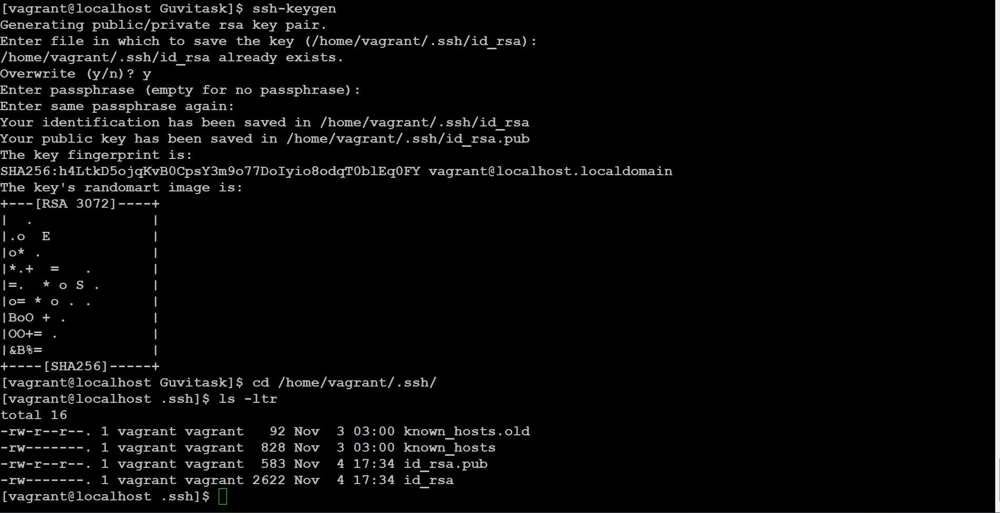 [vagrant@localhost Guvitask]$ ssh-keygen
Generating public/private rsa key pair.
Enter file in which to save the key (/home/vagrant/.ssh/id_rsa):
/home/vagrant/.ssh/id_rsa already exists.
Overwrite (y/n)? y
Enter passphrase (empty for no passphrase):
Enter same passphrase again:
Your identification has been saved in /home/vagrant/.ssh/id_rsa
Your public key has been saved in /home/vagrant/.ssh/id_rsa.pub
The key fingerprint is:
SHA256:h4LtkD5ojqKvB0CpsY3m9o77DoIyio8odqT0blEq0FY vagrant@localhost.localdomain
The key's randomart image is:
+---[RSA 3072]----+
|  .              |
|.o  E            |
|o* .             |
|*.+  =   .       |
|=.  * o S .      |
|o= * o . .       |
|BoO + .          |
|OO+= .           |
|&B%=             |
+----[SHA256]-----+
[vagrant@localhost Guvitask]$ cd /home/vagrant/.ssh/
[vagrant@localhost .ssh]$ ls -ltr
total 16
-rw-r--r--. 1 vagrant vagrant   92 Nov  3 03:00 known_hosts.old
-rw-------. 1 vagrant vagrant  828 Nov  3 03:00 known_hosts
-rw-r--r--. 1 vagrant vagrant  583 Nov  4 17:34 id_rsa.pub
-rw-------. 1 vagrant vagrant 2622 Nov  4 17:34 id_rsa
[vagrant@localhost .ssh]$